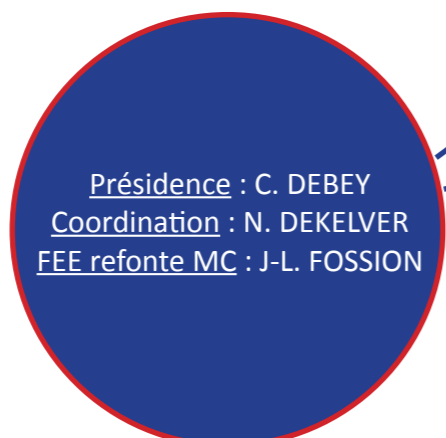 Présidence : C. DEBEY
Coordination : N. DEKELVER
FEE refonte MC : J-L. FOSSION